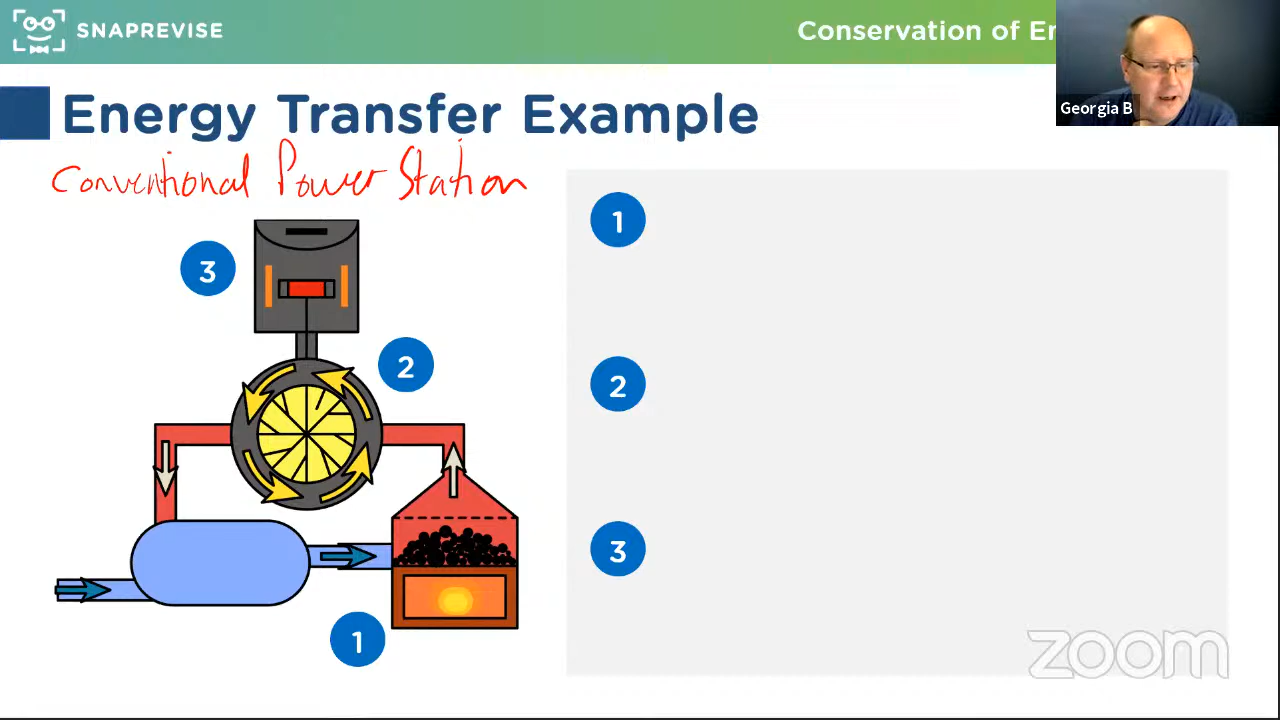 SNAPREVISE
Conservation of En
Georgia B
Energy Transfer Example
Conventional Power Station
1
2
3
3
2
1
zoom